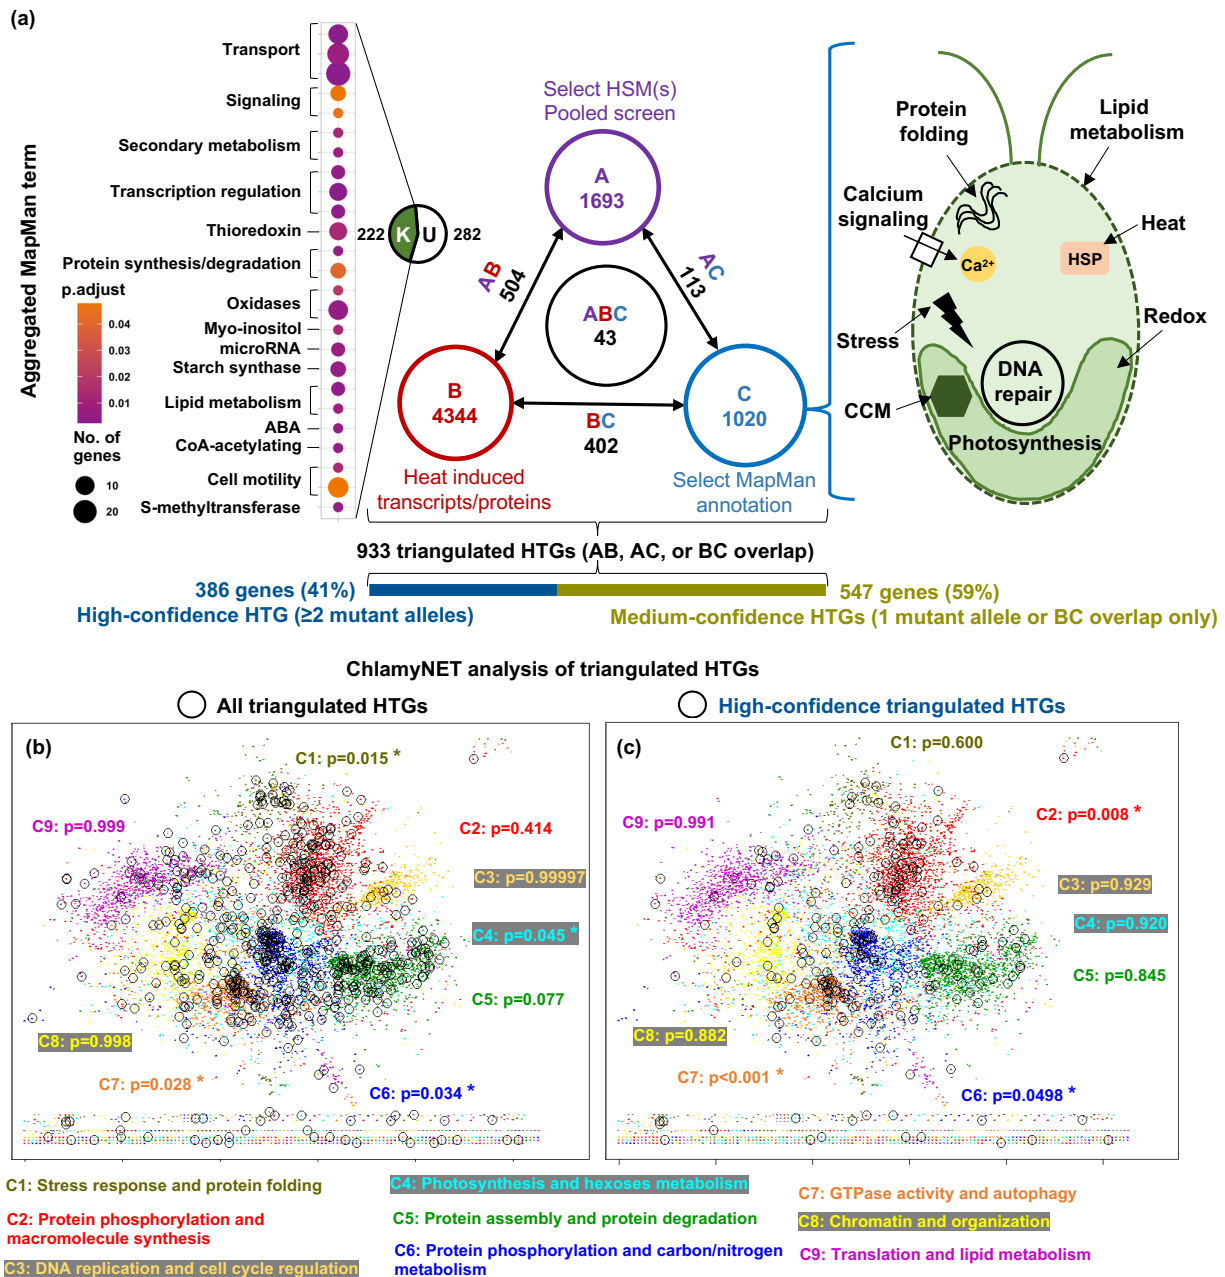 (a)
Aggregated MapMan term
Transport
Signaling
Secondary metabolism
Transcription regulation
Thioredoxin
Protein synthesis/degradation
Oxidases
Myo-inositol
microRNA
Starch synthase
Lipid metabolism
ABA
CoA-acetylating
Cell motility
S-methyltransferase
p.adjust
0.04
0.03
0.02
0.01
No. of
genes
10
20
222
K
U
282
Select HSM(s)
Pooled screen
A
1693
AB
504
AC
113
ABC
43
B
4344
BC
402
C
1020
Heat induced
transcripts/proteins
Select MapMan
annotation
Protein
folding
Lipid
metabolism
Calcium
signaling
Ca²⁺
Heat
HSP
Stress
Redox
DNA
repair
CCM
Photosynthesis
933 triangulated HTGs (AB, AC, or BC overlap)
386 genes (41%)
High-confidence HTG (≥2 mutant alleles)
547 genes (59%)
Medium-confidence HTGs (1 mutant allele or BC overlap only)
ChlamyNET analysis of triangulated HTGs
All triangulated HTGs
High-confidence triangulated HTGs
(b)
C1: p=0.015 *
C9: p=0.999
C2: p=0.414
C3: p=0.99997
C4: p=0.045 *
C5: p=0.077
C8: p=0.998
C7: p=0.028 *
C6: p=0.034 *
(c)
C1: p=0.600
C9: p=0.991
C2: p=0.008 *
C3: p=0.929
C4: p=0.920
C5: p=0.845
C8: p=0.882
C7: p<0.001 *
C6: p=0.0498 *
C1: Stress response and protein folding
C2: Protein phosphorylation and
macromolecule synthesis
C3: DNA replication and cell cycle regulation
C4: Photosynthesis and hexoses metabolism
C5: Protein assembly and protein degradation
C6: Protein phosphorylation and carbon/nitrogen
metabolism
C7: GTPase activity and autophagy
C8: Chromatin and organization
C9: Translation and lipid metabolism